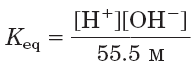 K_eq = [H⁺][OH⁻] / 55.5 м